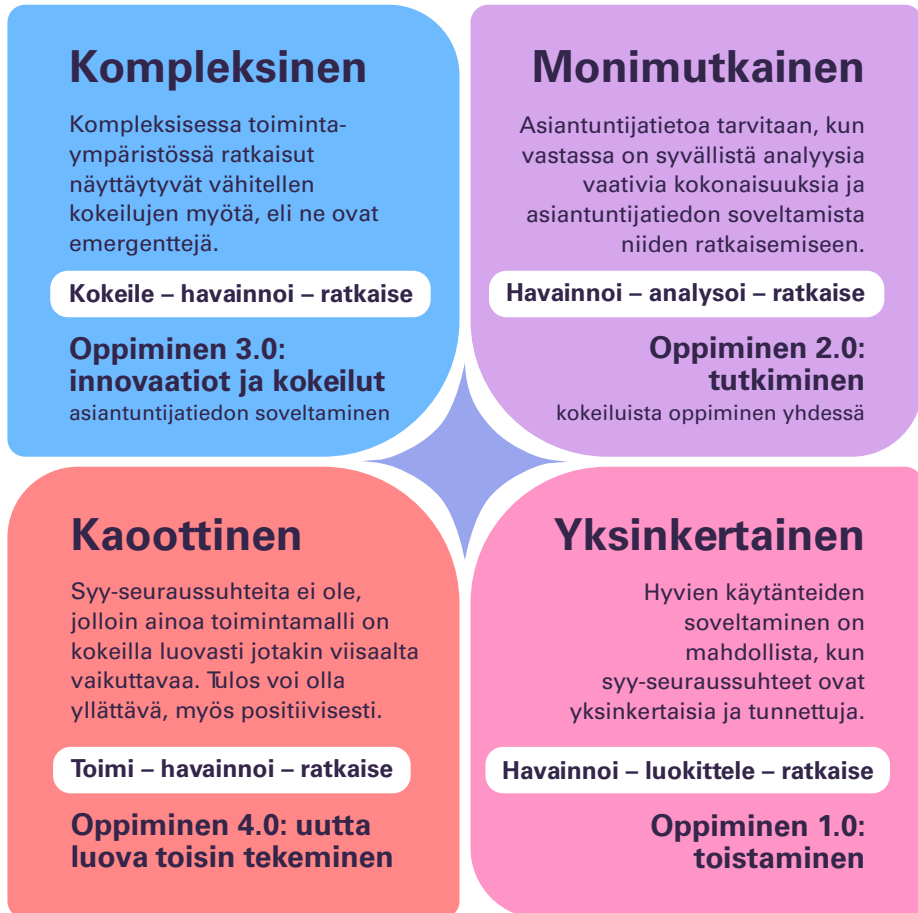 Kompleksinen
Kompleksisessa toiminta-
ympäristössä ratkaisut
näyttäytyvät vähitellen
kokeilujen myötä, eli ne ovat
emergenttejä.
Kokeile – havainnoi – ratkaise
Oppiminen 3.0:
innovaatiot ja kokeilut
asiantuntijatiedon soveltaminen
Monimutkainen
Asiantuntijatietoa tarvitaan, kun
vastassa on syvällistä analyysia
vaativia kokonaisuuksia ja
asiantuntijatiedon soveltamista
niiden ratkaisemiseen.
Havainnoi – analysoi – ratkaise
Oppiminen 2.0:
tutkiminen
kokeiluista oppiminen yhdessä
Kaoottinen
Syy-seuraussuhteita ei ole,
jolloin ainoa toimintamalli on
kokeilla luovasti jotakin viisaalta
vaikuttavaa. Tulos voi olla
yllättävä, myös positiivisesti.
Toimi – havainnoi – ratkaise
Oppiminen 4.0: uutta
luova toisin tekeminen
Yksinkertainen
Hyvien käytänteiden
soveltaminen on
mahdollista, kun
syy-seuraussuhteet ovat
yksinkertaisia ja tunnettuja.
Havainnoi – luokittele – ratkaise
Oppiminen 1.0:
toistaminen